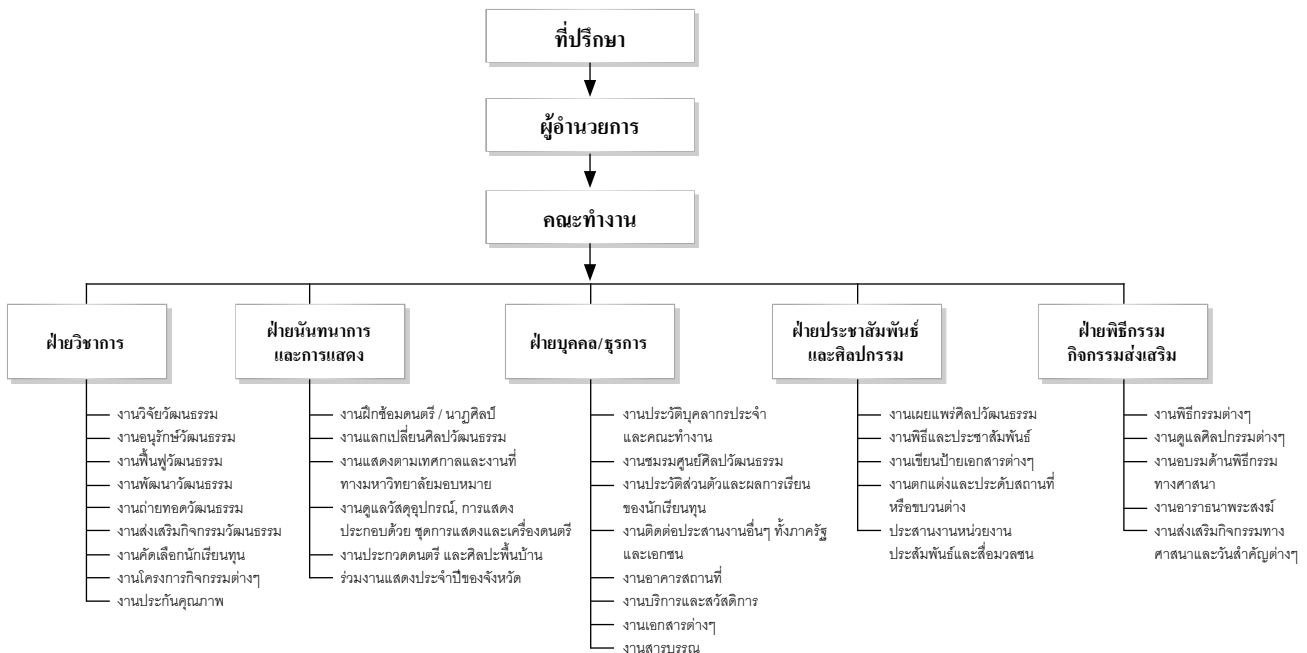 ที่ปรึกษา
ผู้อำนวยการ
คณะทำงาน
ฝ่ายวิชาการ
งานวิจัยวัฒนธรรม
งานอนุรักษ์วัฒนธรรม
งานฟื้นฟูวัฒนธรรม
งานพัฒนาวัฒนธรรม
งานถ่ายทอดวัฒนธรรม
งานส่งเสริมกิจกรรมวัฒนธรรม
งานคัดเลือกนักเรียนทุน
งานโครงการกิจกรรมต่างๆ
งานประกันคุณภาพ
ฝ่ายนันทนาการ
และการแสดง
งานฝึกซ้อมดนตรี / นาฏศิลป์
งานแลกเปลี่ยนศิลปวัฒนธรรม
งานแสดงตามเทศกาลและงานที่
ทางมหาวิทยาลัยมอบหมาย
งานดูแลวัสดุอุปกรณ์, การแสดง
ประกอบด้วย ชุดการแสดงและเครื่องดนตรี
งานประกวดดนตรี และศิลปะพื้นบ้าน
ร่วมงานแสดงประจำปีของจังหวัด
ฝ่ายบุคคล/ธุรการ
งานประวัติบุคลากรประจำ
และคณะทำงาน
งานชมรมศูนย์ศิลปวัฒนธรรม
งานประวัติส่วนตัวและผลการเรียน
ของนักเรียนทุน
งานติดต่อประสานงานอื่นๆ ทั้งภาครัฐ
และเอกชน
งานอาคารสถานที่
งานบริการและสวัสดิการ
งานเอกสารต่างๆ
งานสารบรรณ
ฝ่ายประชาสัมพันธ์
และศิลปกรรม
งานเผยแพร่ศิลปวัฒนธรรม
งานพิธีและประชาสัมพันธ์
งานเขียนป้ายเอกสารต่างๆ
งานตกแต่งและประดับสถานที่
หรือขบวนต่าง
ประสานงานหน่วยงาน
ประสัมพันธ์และสื่อมวลชน
ฝ่ายพิธีกรรม
กิจกรรมส่งเสริม
งานพิธีกรรมต่างๆ
งานดูแลศิลปกรรมต่างๆ
งานอบรมด้านพิธีกรรม
ทางศาสนา
งานอาราธนาพระสงฆ์
งานส่งเสริมกิจกรรมทาง
ศาสนาและวันสำคัญต่างๆ